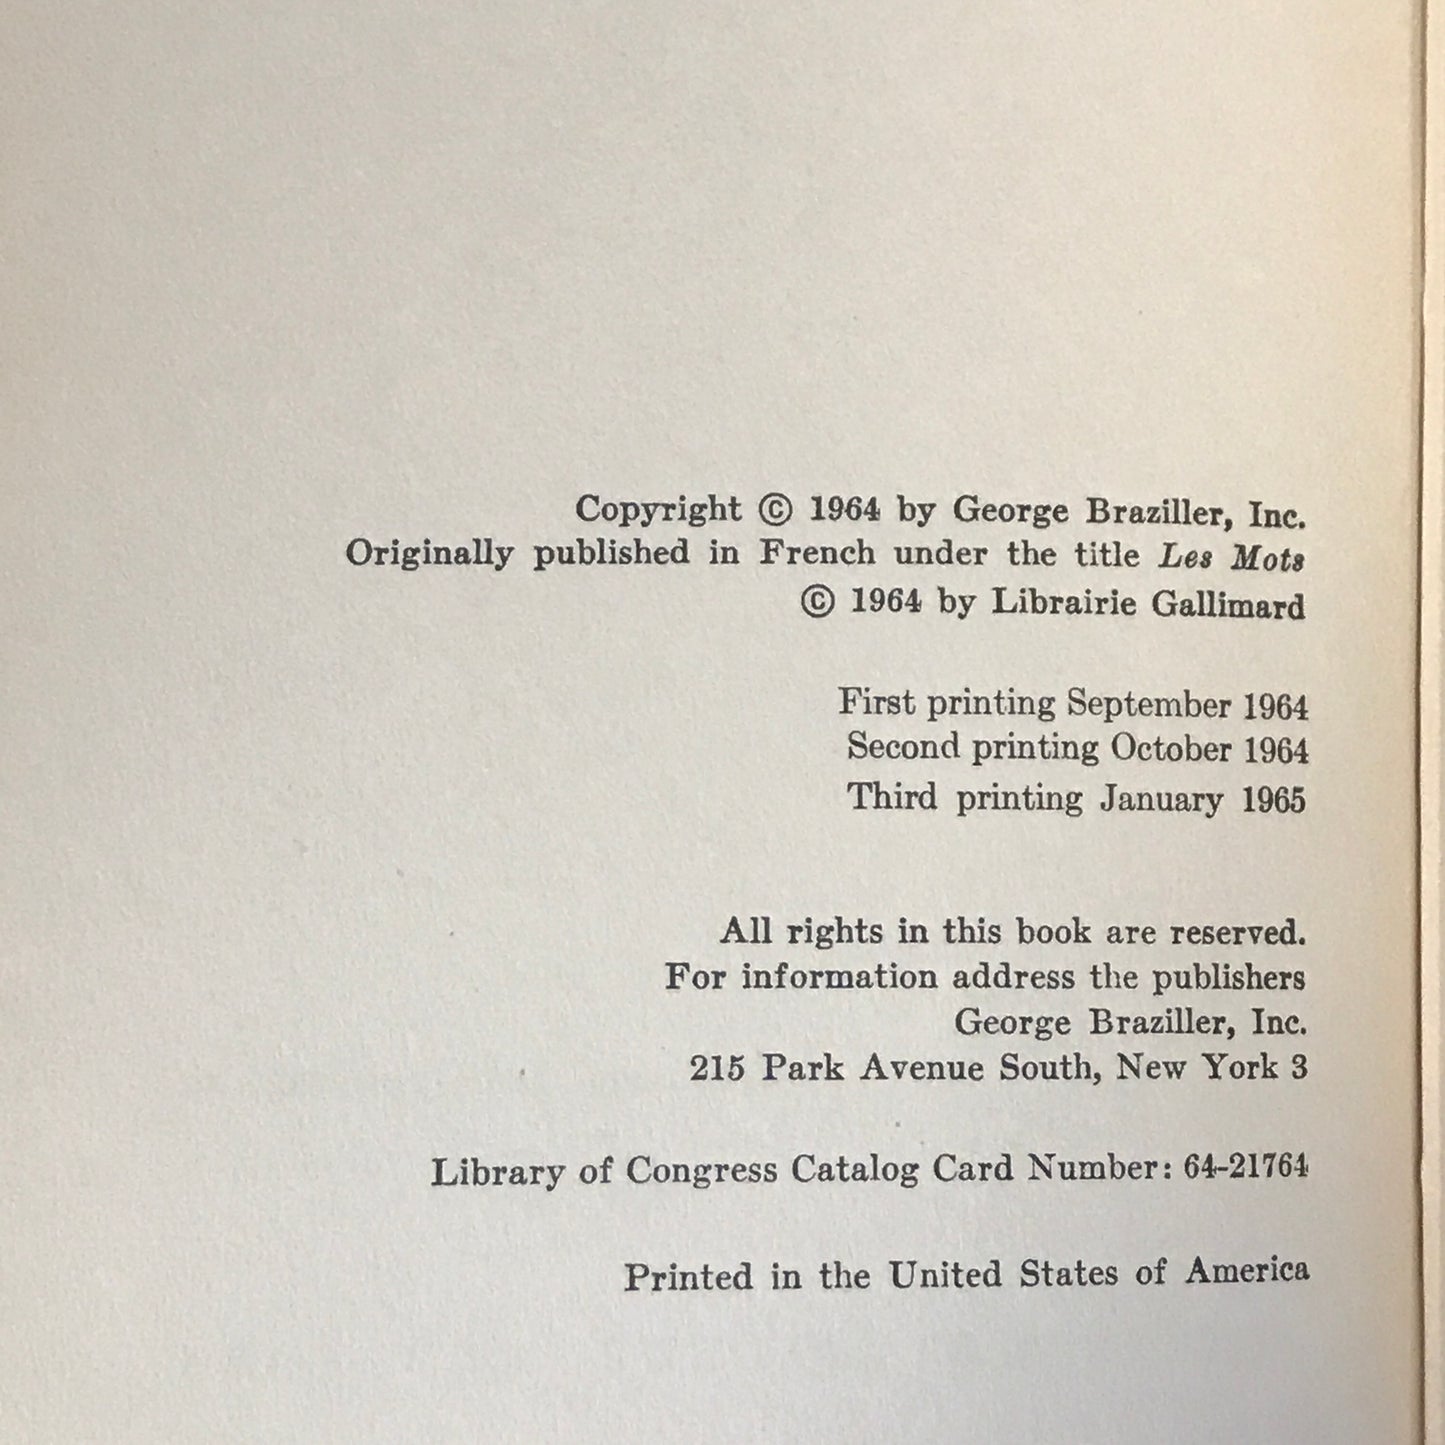 Copyright © 1964 by George Braziller, Inc.
Originally published in French under the title Les Mots
© 1964 by Librairie Gallimard
First printing September 1964
Second printing October 1964
Third printing January 1965
All rights in this book are reserved.
For information address the publishers
George Braziller, Inc.
215 Park Avenue South, New York 3
Library of Congress Catalog Card Number: 64-21764
Printed in the United States of America